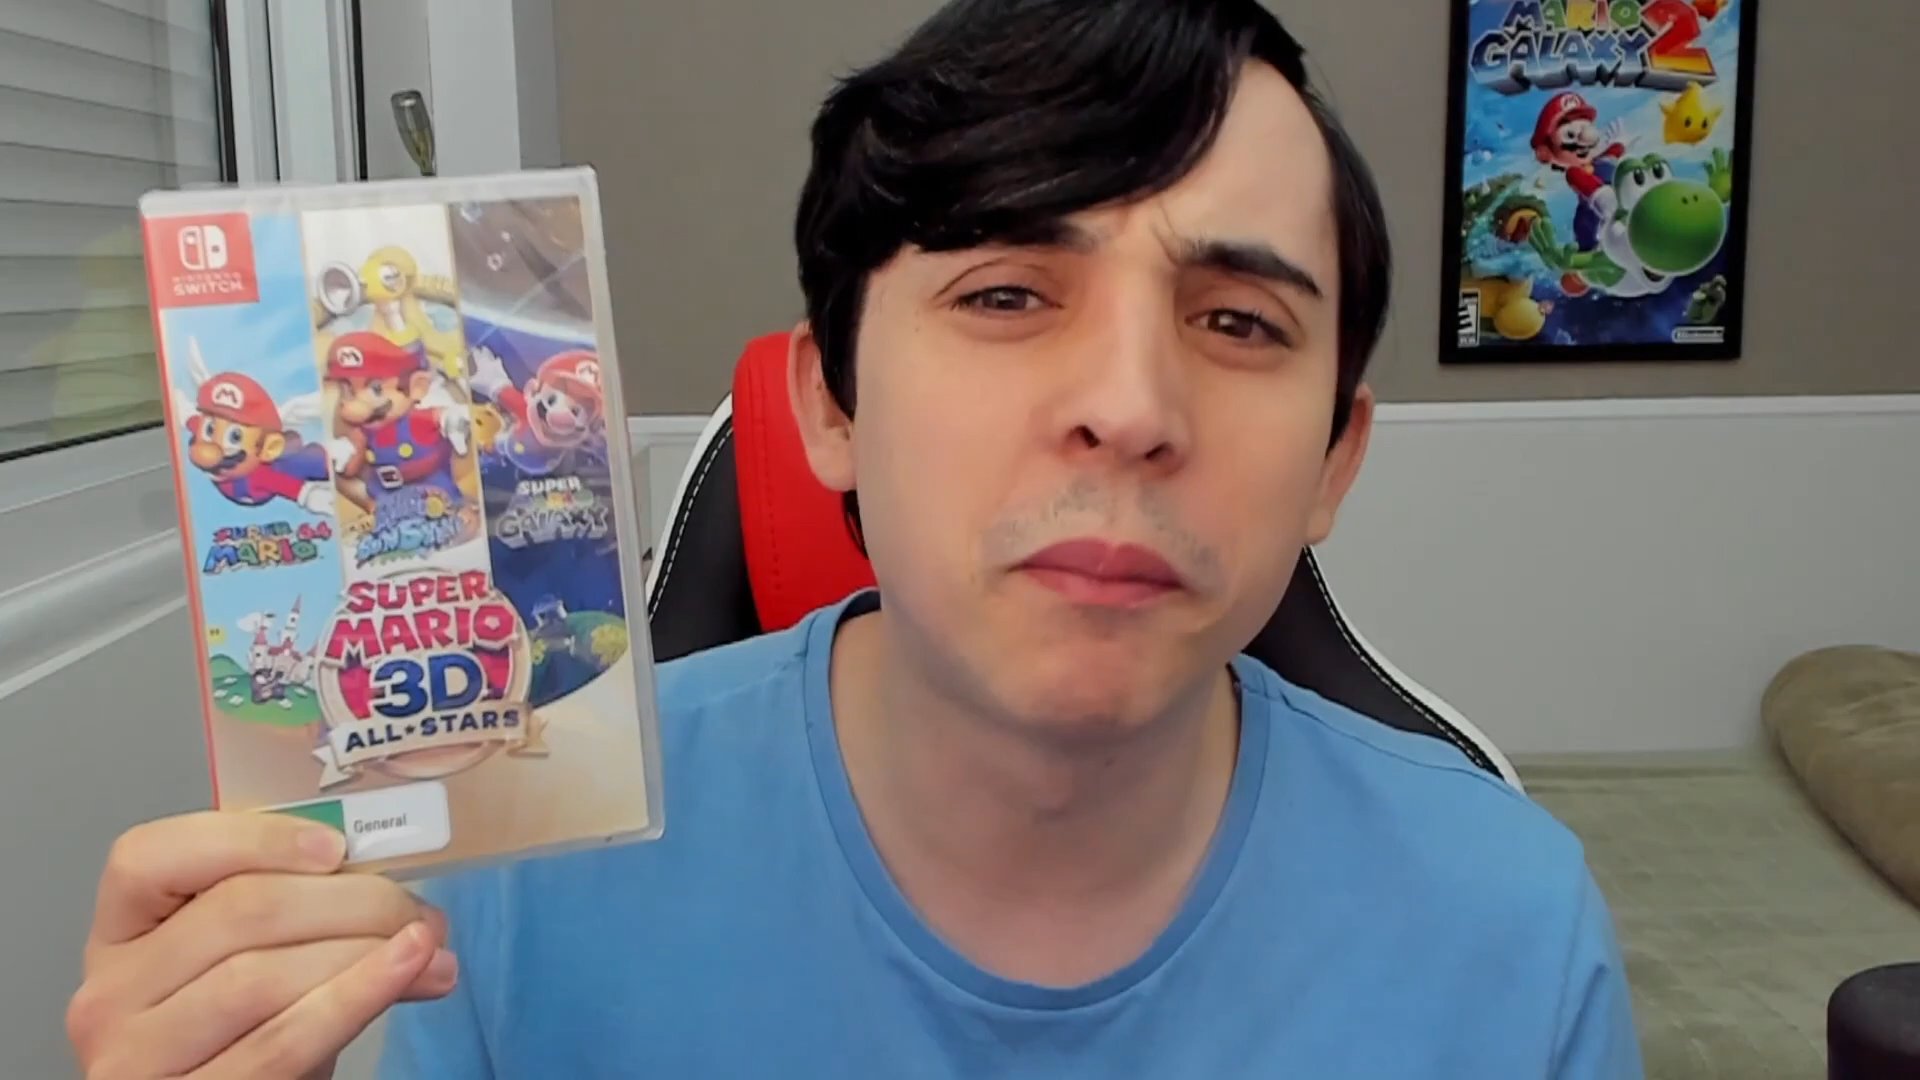 NINTENDO
SWITCH
SUPER
MARIO 64
SUPER
MARIO
SUNSHINE
SUPER
MARIO
GALAXY
SUPER
MARIO
3D
ALL★STARS
General
MARIO
GALAXY 2
E
Nintendo